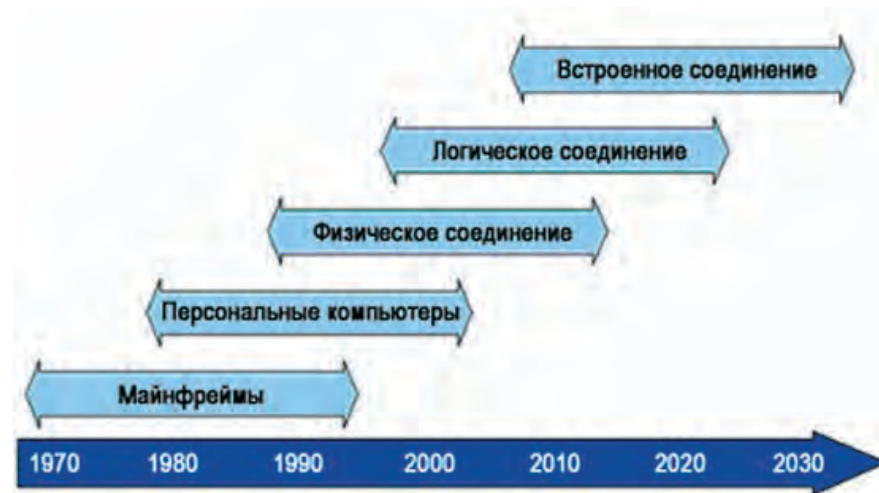 Встроенное соединение
Логическое соединение
Физическое соединение
Персональные компьютеры
Майнфреймы
1970 1980 1990 2000 2010 2020 2030